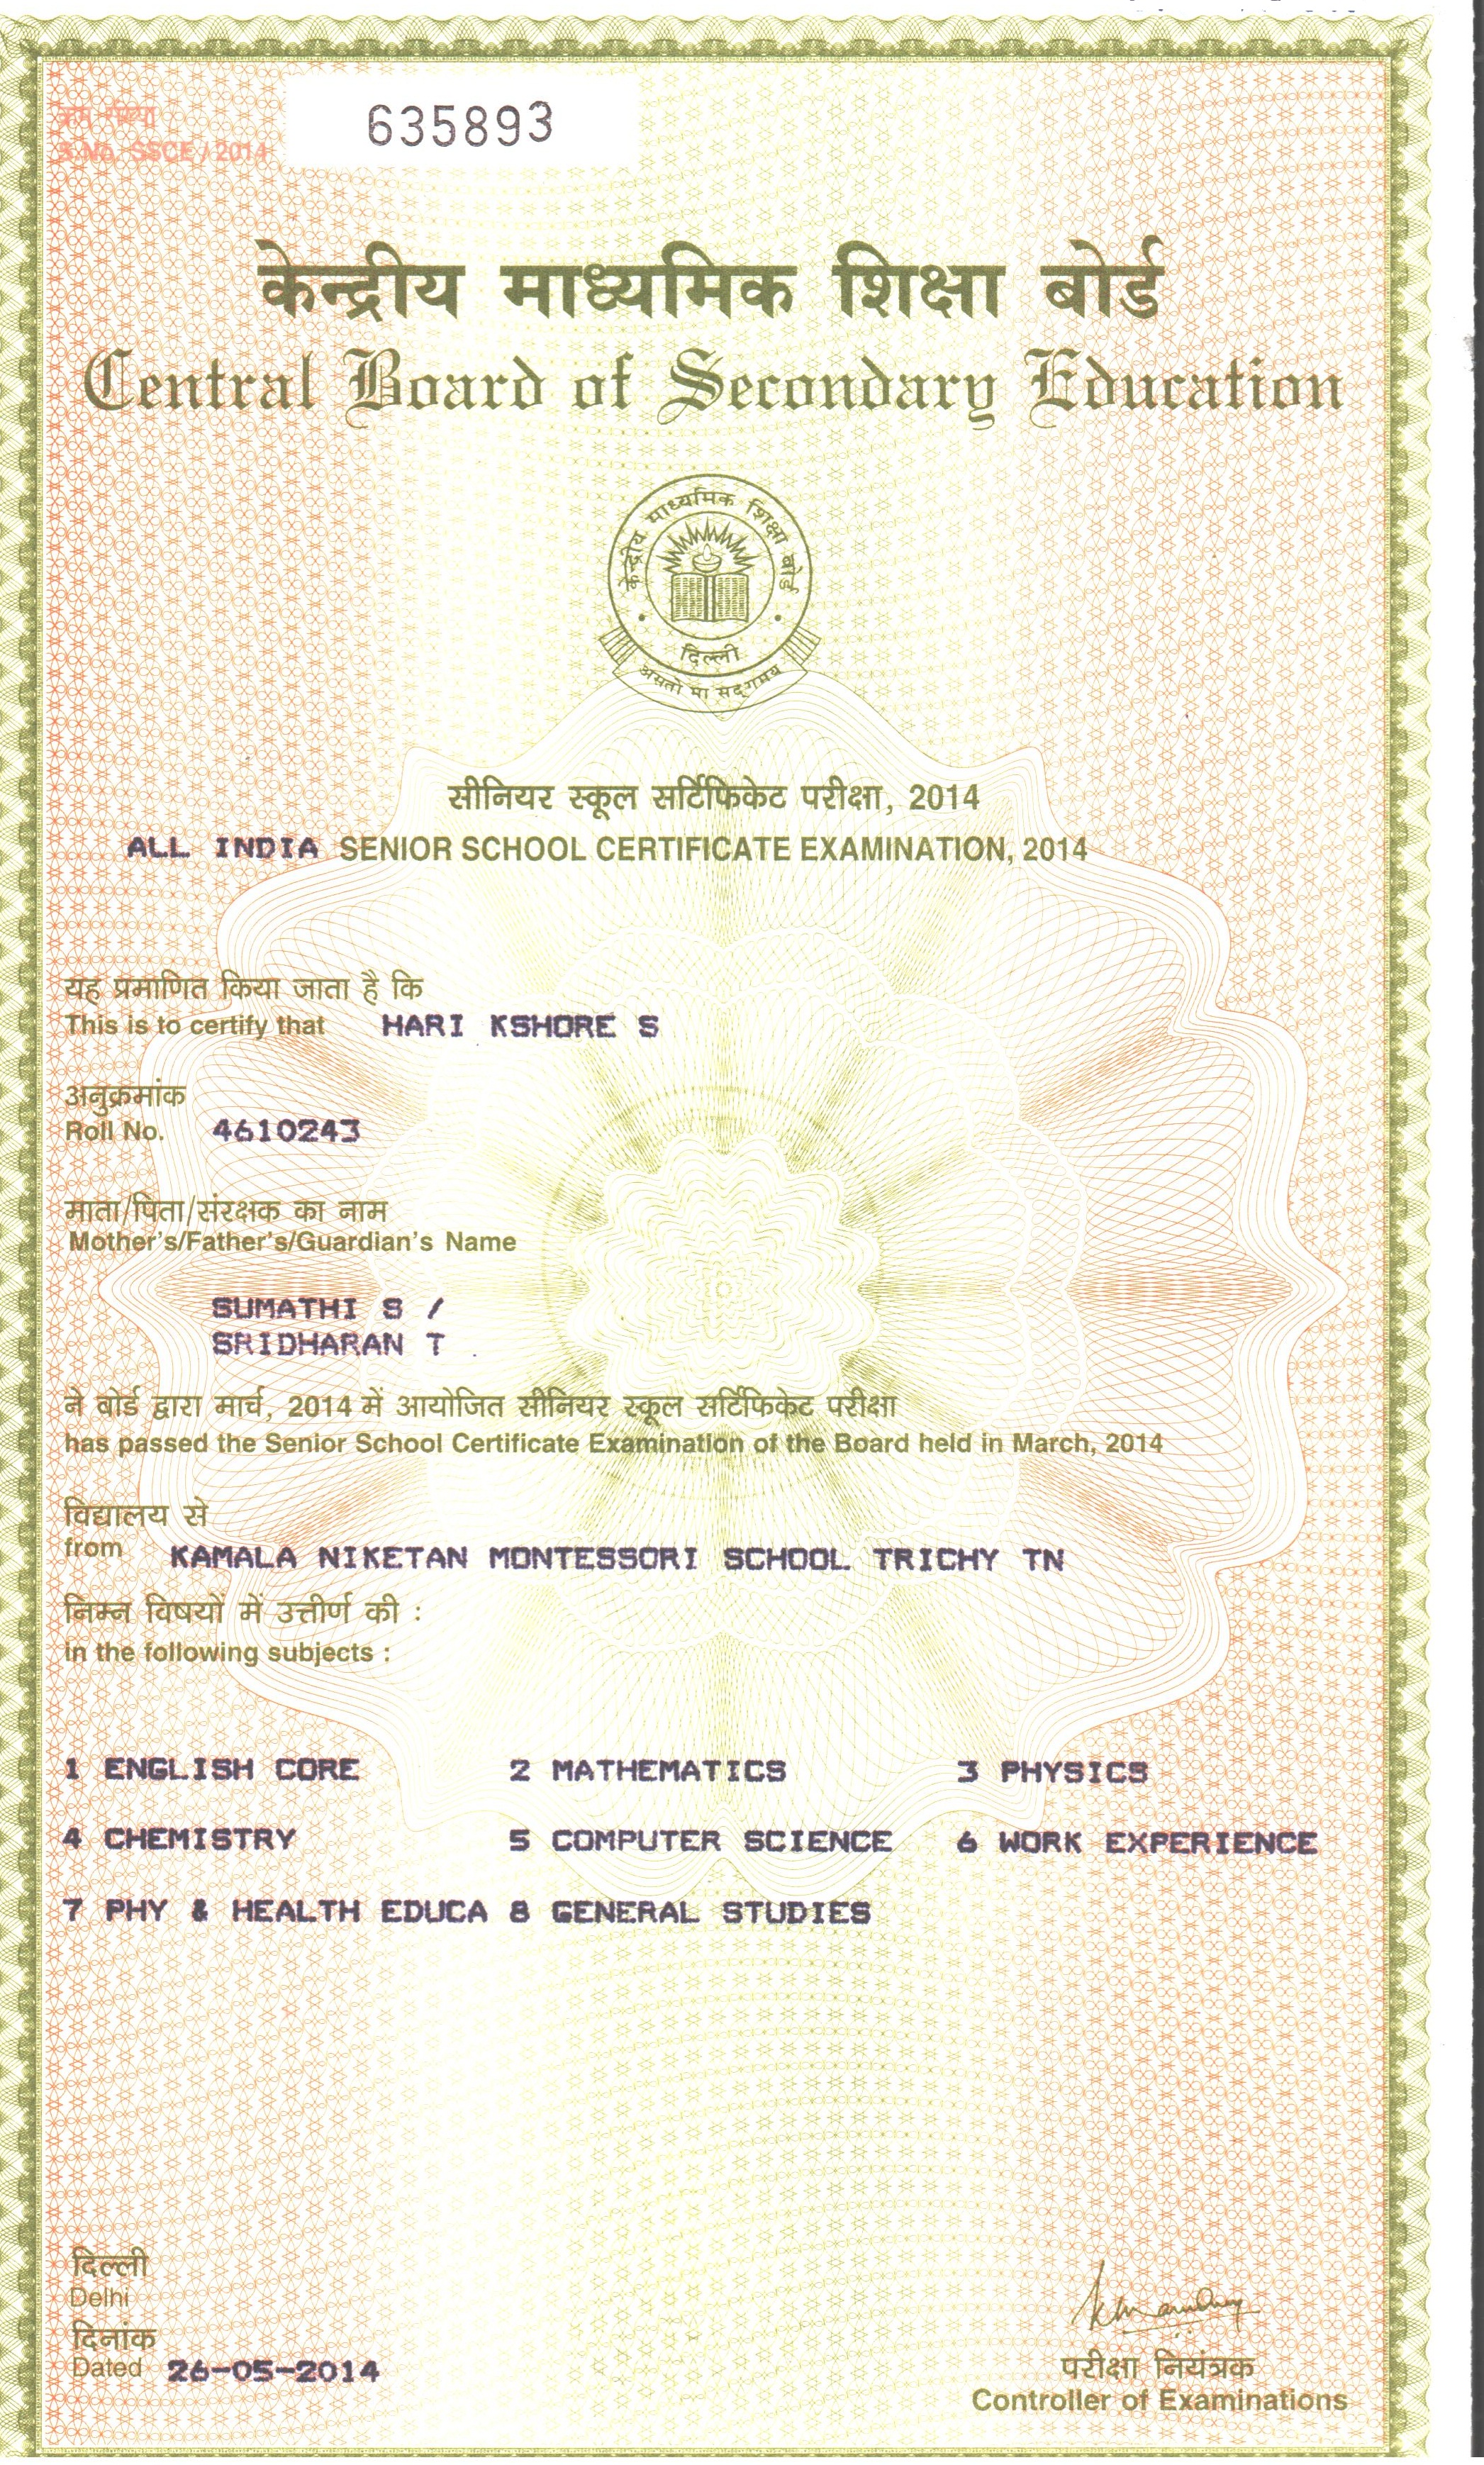 क्रम संख्या
S.No. SSCE / 2014
635893
केन्द्रीय माध्यमिक शिक्षा बोर्ड
Central Board of Secondary Education
केन्द्रीय माध्यमिक शिक्षा बोर्ड
दिल्ली
असतो मा सद्गमय
सीनियर स्कूल सर्टिफिकेट परीक्षा, 2014
ALL INDIA SENIOR SCHOOL CERTIFICATE EXAMINATION, 2014
यह प्रमाणित किया जाता है कि
This is to certify that HARI KSHORE S
अनुक्रमांक
Roll No. 4610243
माता/पिता/संरक्षक का नाम
Mother's/Father's/Guardian's Name
SUMATHI S /
SRIDHARAN T
ने बोर्ड द्वारा मार्च, 2014 में आयोजित सीनियर स्कूल सर्टिफिकेट परीक्षा
has passed the Senior School Certificate Examination of the Board held in March, 2014
विद्यालय से
from KAMALA NIKETAN MONTESSORI SCHOOL TRICHY TN
निम्न विषयों में उत्तीर्ण की :
in the following subjects :
1 ENGLISH CORE 2 MATHEMATICS 3 PHYSICS
4 CHEMISTRY 5 COMPUTER SCIENCE 6 WORK EXPERIENCE
7 PHY & HEALTH EDUCA 8 GENERAL STUDIES
दिल्ली
Delhi
दिनांक
Dated 26-05-2014
परीक्षा नियंत्रक
Controller of Examinations